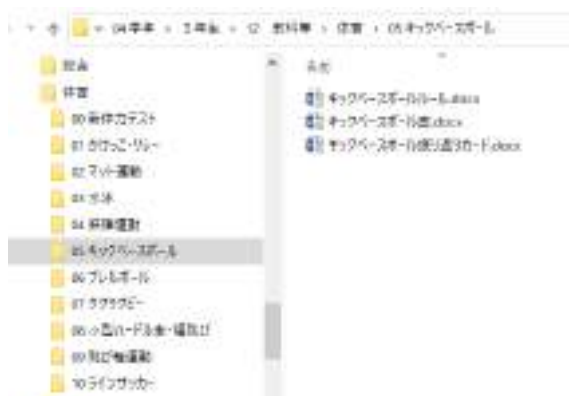 04学年 › 3年生 › 12 教科等 › 体育 › 05キックベースボール
体育
00 新体力テスト
01 かけっこ・リレー
02 マット運動
03 水泳
04 鉄棒運動
05 キックベースボール
06 プレルボール
07 タグラグビー
08 小型ハードル走・幅跳び
09 跳び箱運動
10 ラインサッカー
名前
キックベースボールルール.docx
キックベースボール図.docx
キックベースボール振り返りカード.docx